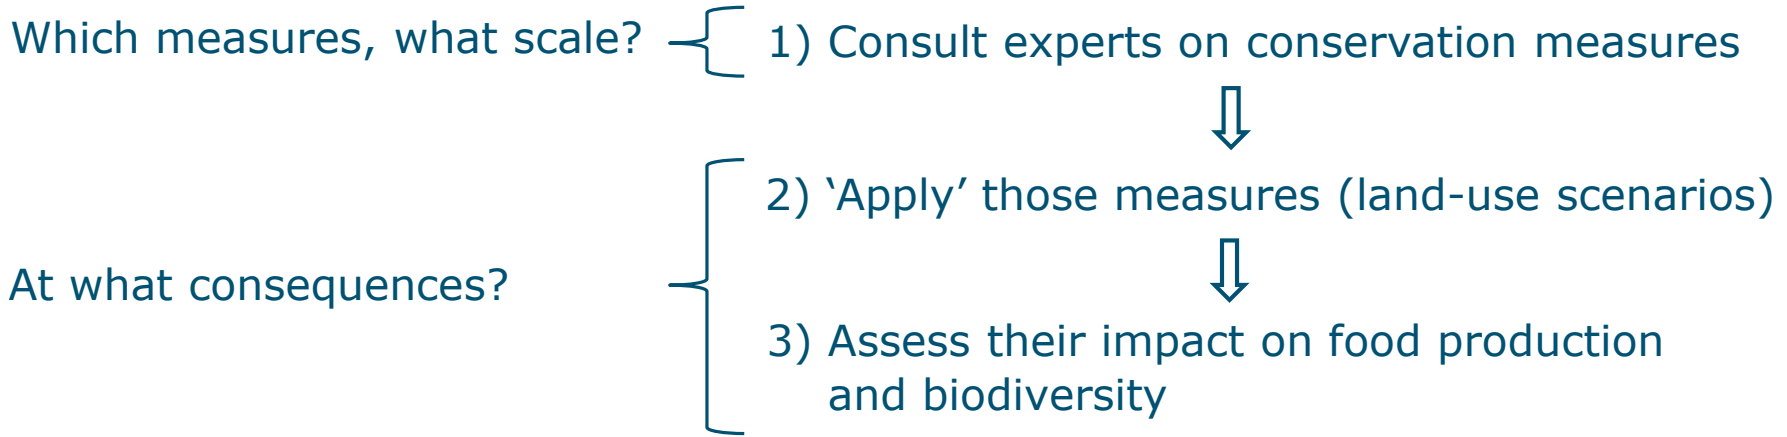 Which measures, what scale?
1) Consult experts on conservation measures
2) ‘Apply’ those measures (land-use scenarios)
At what consequences?
3) Assess their impact on food production
and biodiversity